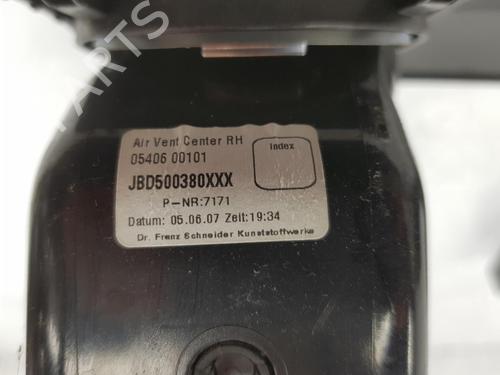 PARTS
Air Vent Center RH
05406 00101
Index
JBD500380XXX
P-NR:7171
Datum: 05.06.07 Zeit:19:34
Dr. Franz Schneider Kunststoffwerke